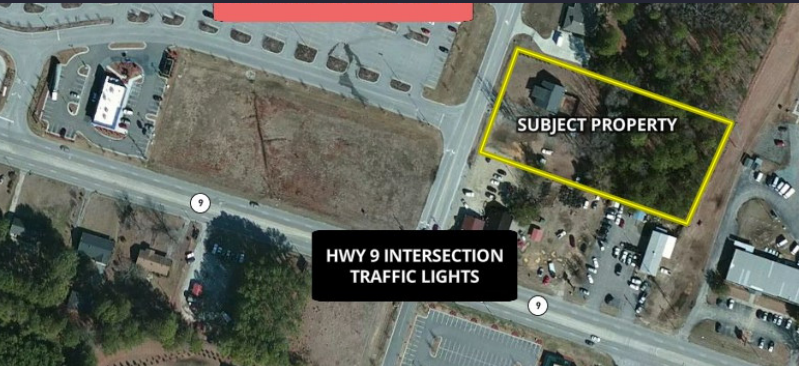 SUBJECT PROPERTY
9
HWY 9 INTERSECTION
TRAFFIC LIGHTS
9